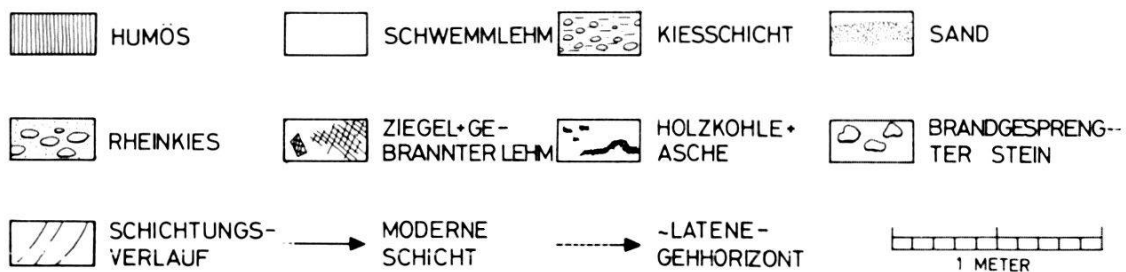 HUMÖS
SCHWEMMLEHM
KIESSCHICHT
SAND
RHEINKIES
ZIEGEL+GE-
BRANNTER LEHM
HOLZKOHLE+
ASCHE
BRANDGESPRENG-
TER STEIN
SCHICHTUNGS-
VERLAUF
MODERNE
SCHICHT
~LATENE-
GEHHORIZONT
1 METER